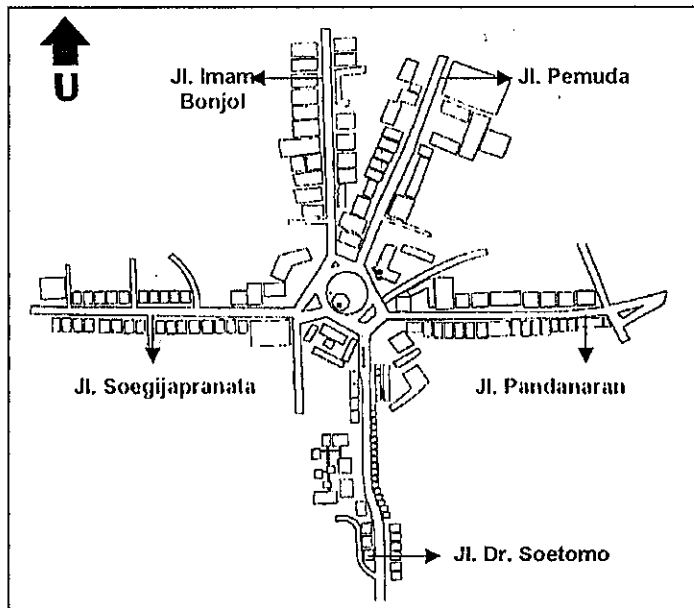 Jl. Imam
Bonjol
Jl. Pemuda
U
Jl. Soegijapranata
Jl. Pandanaran
Jl. Dr. Soetomo